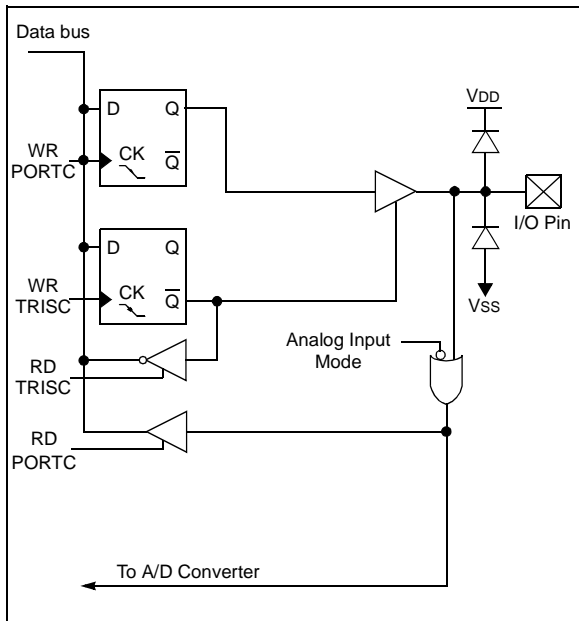 Data bus
D Q
WR
PORTC
CK
Q
VDD
I/O Pin
VSS
D Q
WR
TRISC
CK
Q
Analog Input
Mode
RD
TRISC
RD
PORTC
To A/D Converter